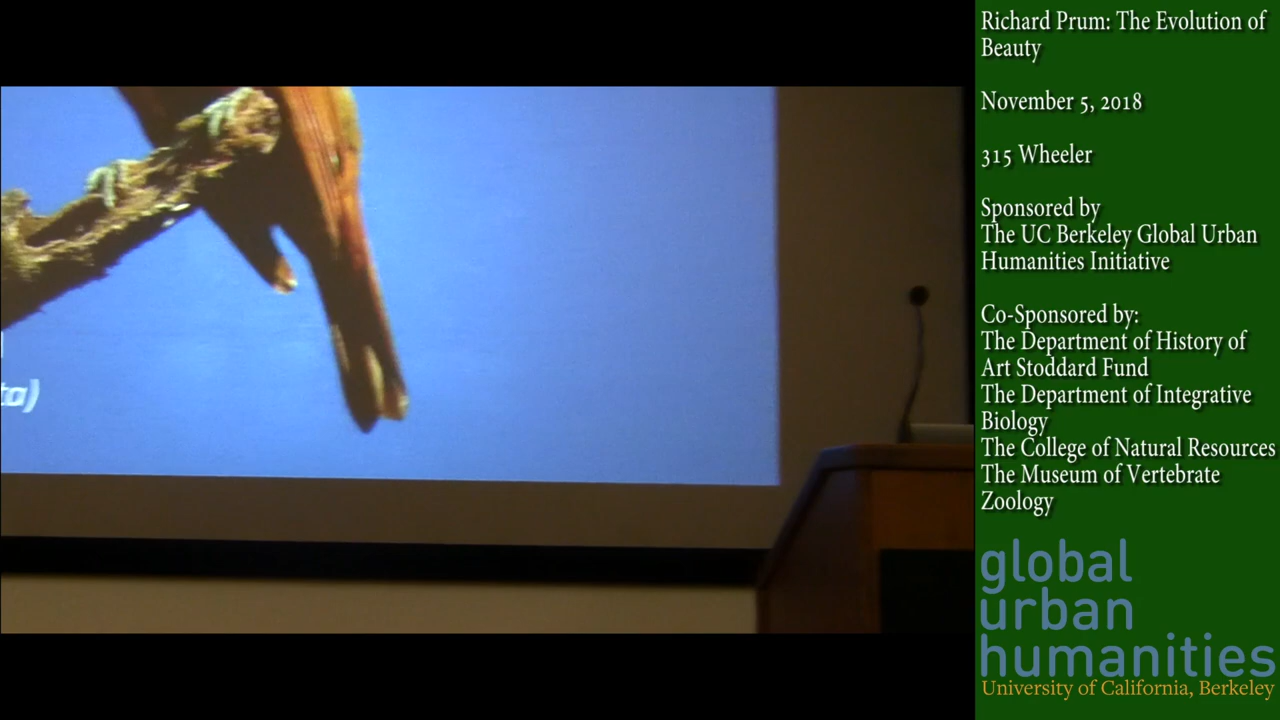 ta)
Richard Prum: The Evolution of
Beauty
November 5, 2018
315 Wheeler
Sponsored by
The UC Berkeley Global Urban
Humanities Initiative
Co-Sponsored by:
The Department of History of
Art Stoddard Fund
The Department of Integrative
Biology
The College of Natural Resources
The Museum of Vertebrate
Zoology
global
urban
humanities
University of California, Berkeley